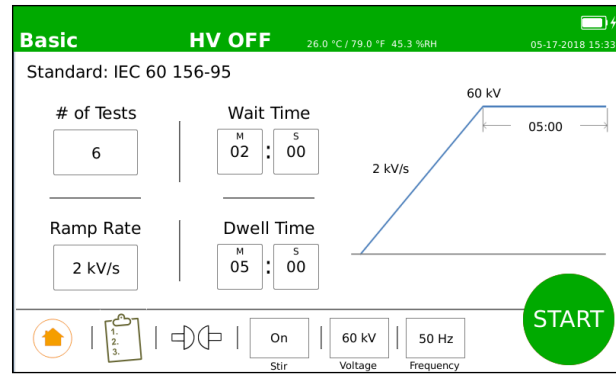 Basic HV OFF 26.0 °C / 79.0 °F 45.3 %RH 05-17-2018 15:33
Standard: IEC 60 156-95
# of Tests
6
Wait Time
M S
02 : 00
Ramp Rate
2 kV/s
Dwell Time
M S
05 : 00
60 kV
05:00
2 kV/s
1.
2.
3.
On
Stir
60 kV
Voltage
50 Hz
Frequency
START